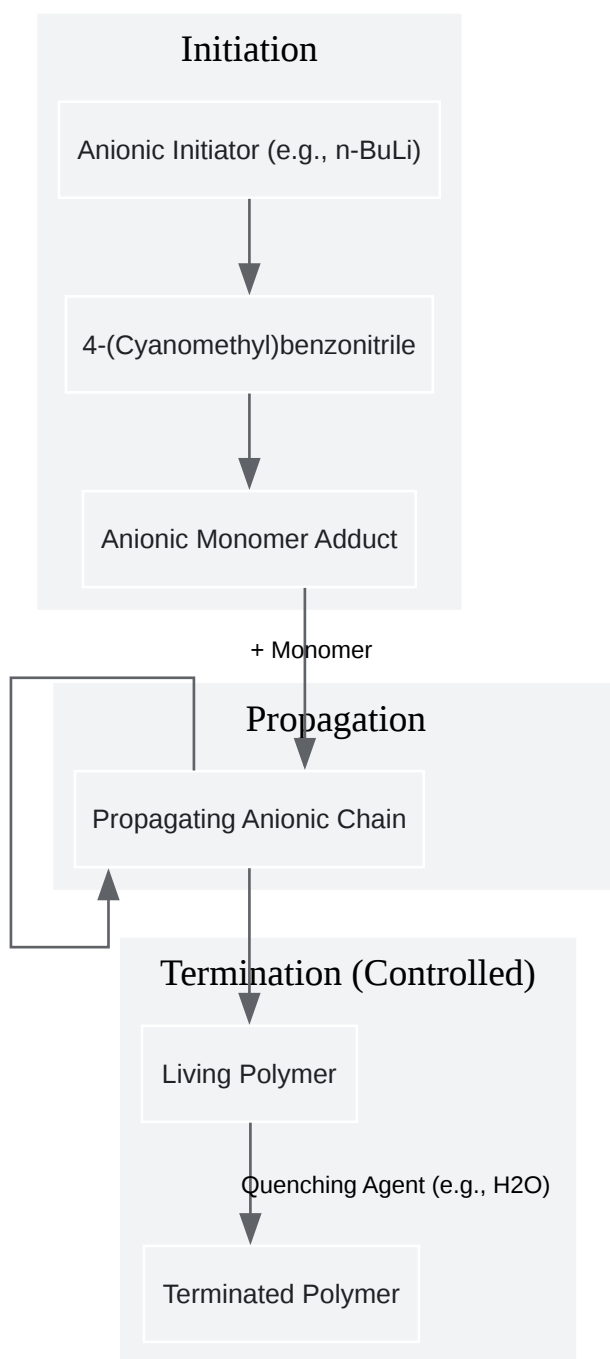 Initiation
Anionic Initiator (e.g., n-BuLi)
4-(Cyanomethyl)benzonitrile
Anionic Monomer Adduct
+ Monomer
Propagation
Propagating Anionic Chain
Termination (Controlled)
Living Polymer
Quenching Agent (e.g., H2O)
Terminated Polymer